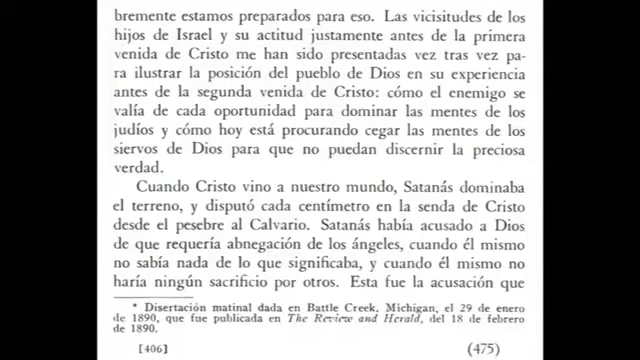 bremente estamos preparados para eso. Las vicisitudes de los
hijos de Israel y su actitud justamente antes de la primera
venida de Cristo me han sido presentadas vez tras vez pa-
ra ilustrar la posición del pueblo de Dios en su experiencia
antes de la segunda venida de Cristo: cómo el enemigo se
valía de cada oportunidad para dominar las mentes de los
judíos y cómo hoy está procurando cegar las mentes de los
siervos de Dios para que no puedan discernir la preciosa
verdad.
Cuando Cristo vino a nuestro mundo, Satanás dominaba
el terreno, y disputó cada centímetro en la senda de Cristo
desde el pesebre al Calvario. Satanás había acusado a Dios
de que requería abnegación de los ángeles, cuando él mismo
no sabía nada de lo que significaba, y cuando él mismo no
haría ningún sacrificio por otros. Esta fue la acusación que
* Disertación matinal dada en Battle Creek, Michigan, el 29 de enero
de 1890, que fue publicada en The Review and Herald, del 18 de febrero
de 1890.
[406] (475)